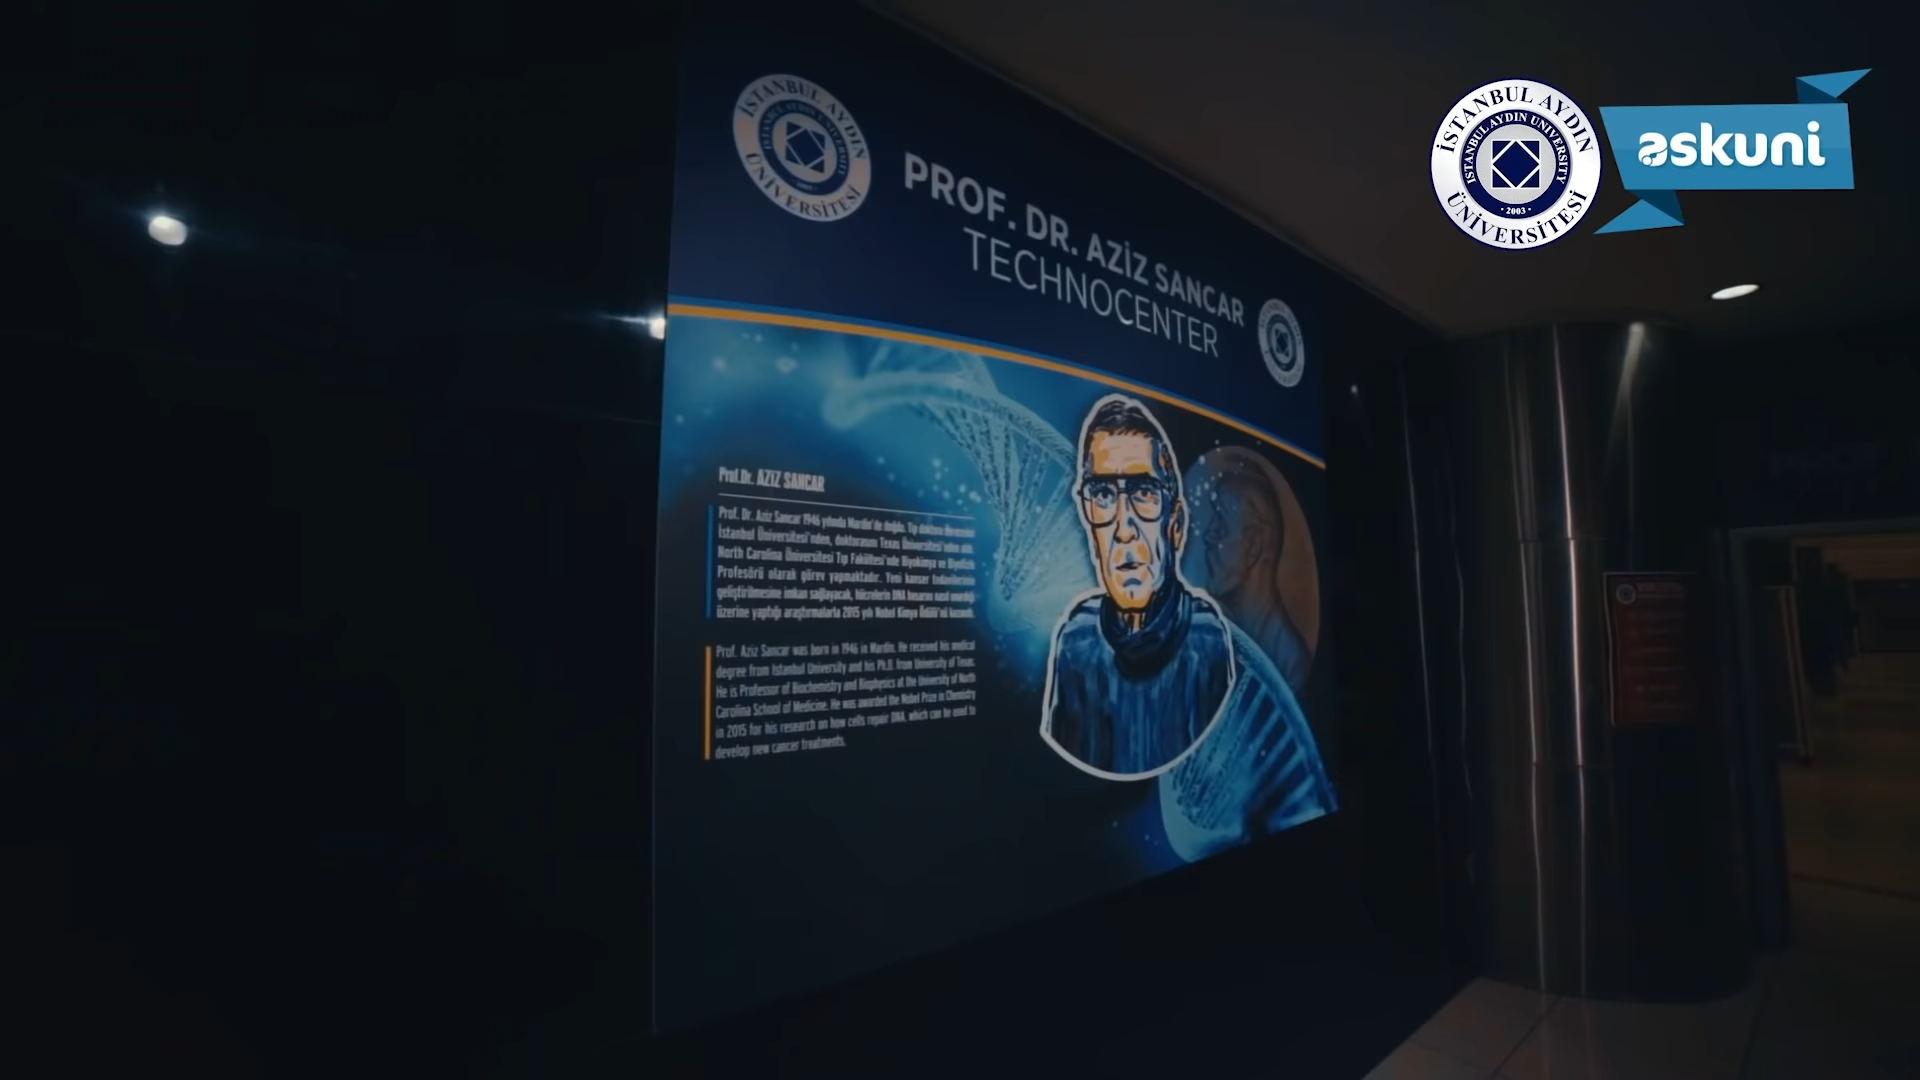 İSTANBUL AYDIN ÜNİVERSİTESİ
PROF. DR. AZİZ SANCAR
TECHNOCENTER
Prof.Dr. AZİZ SANCAR
Prof. Dr. Aziz Sancar 1946 yılında Mardin'de doğdu. Tıp doktoru
İstanbul Üniversitesi'nden, doktorasını Texas Üniversitesi'nden aldı.
North Carolina Üniversitesi Tıp Fakültesi'nde Biyokimya ve Biyofizik
Profesörü olarak görev yapmaktadır. Yeni kanser tedavilerinin
geliştirilmesine imkan sağlayacak, hücrelerin DNA hasarını nasıl onardığı
üzerine yaptığı araştırmalarla 2015 yılı Nobel Kimya Ödülü'nü kazandı.
Prof. Aziz Sancar was born in 1946 in Mardin. He received his medical
degree from Istanbul University and his Ph.D. from University of Texas.
He is Professor of Biochemistry and Biophysics at the University of North
Carolina School of Medicine. He was awarded the Nobel Prize in Chemistry
in 2015 for his research on how cells repair DNA, which can be used to
develop new cancer treatments.
İSTANBUL AYDIN ÜNİVERSİTESİ
ISTANBUL AYDIN UNIVERSITY
• 2003 •
askuni